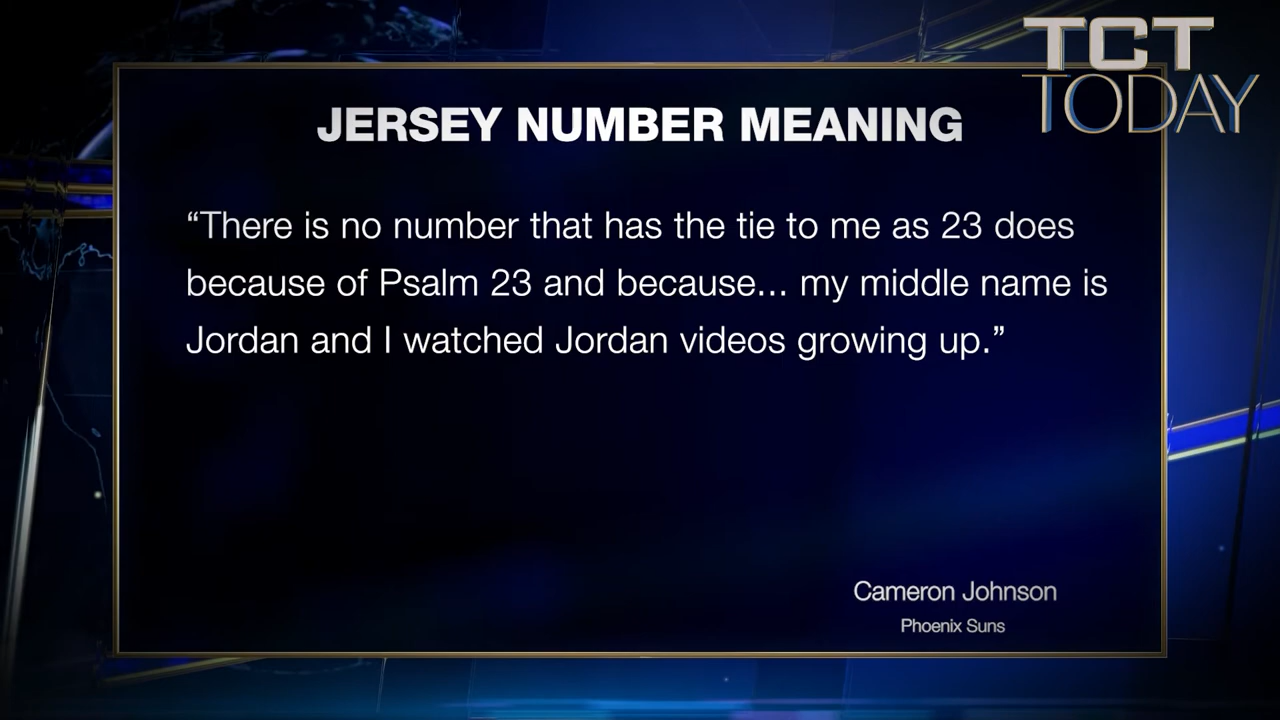 TCT
TODAY
JERSEY NUMBER MEANING
“There is no number that has the tie to me as 23 does
because of Psalm 23 and because... my middle name is
Jordan and I watched Jordan videos growing up.”
Cameron Johnson
Phoenix Suns